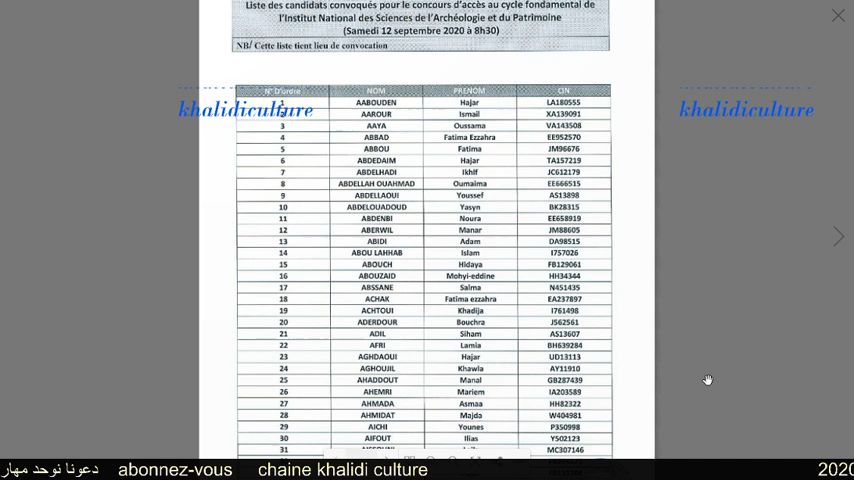 Liste des candidats convoqués pour le concours d'accès au cycle fondamental de
l'Institut National des Sciences de l'Archéologie et du Patrimoine
(Samedi 12 septembre 2020 à 8h30)
NB/ Cette liste tient lieu de convocation
N° D'ordre NOM PRENOM CIN
1 AABOUDEN Hajar LA180555
khalidiculture khalidiculture
2 AAROUR Ismail XA139091
3 AAYA Oussama VA143508
4 ABBAD Fatima Ezzahra EE952570
5 ABBOU Fatima JM96676
6 ABDEDAIM Hajar TA157219
7 ABDELHADI Ikhlf JC612179
8 ABDELLAH OUAHMAD Oumaima EE666515
9 ABDELLAOUI Youssef AS13898
10 ABDELOUADOUD Yasyn BK28315
11 ABDENBI Noura EE658919
12 ABERWIL Manar JM88605
13 ABIDI Adam DA98515
14 ABOU LAHHAB Islam I757026
15 ABOUCH Hidaya FB129061
16 ABOUZAID Mohyi-eddine HH34344
17 ABSSANE Salma N451435
18 ACHAK Fatima ezzahra EA237897
19 ACHTOUI Khadija I761498
20 ADERDOUR Bouchra J562561
21 ADIL Siham AS13607
22 AFRI Lamia BH639284
23 AGHDAOUI Hajar UD13113
24 AGHOUJIL Khawla AY11910
25 AHADDOUT Manal GB287439
26 AHEMRI Mariem IA203589
27 AHMADA Asmaa HH82322
28 AHMIDAT Majda W404981
29 AICHI Younes P350998
30 AIFOUT Ilias Y502123
31 MC307146
دعونا نوحد مهار abonnez-vous chaine khalidi culture 2020